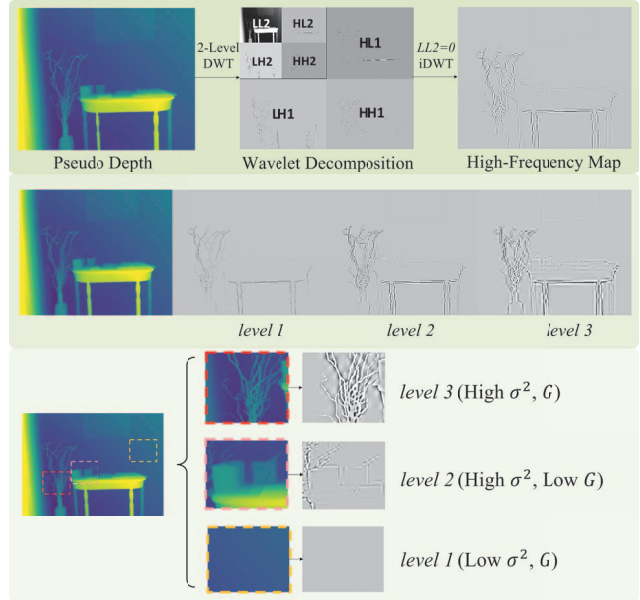 2-Level
DWT
LL2
HL2
LH2
HH2
HL1
LH1
HH1
LL2=0
iDWT
Pseudo Depth
Wavelet Decomposition
High-Frequency Map
level 1
level 2
level 3
level 3 (High σ², G)
level 2 (High σ², Low G)
level 1 (Low σ², G)